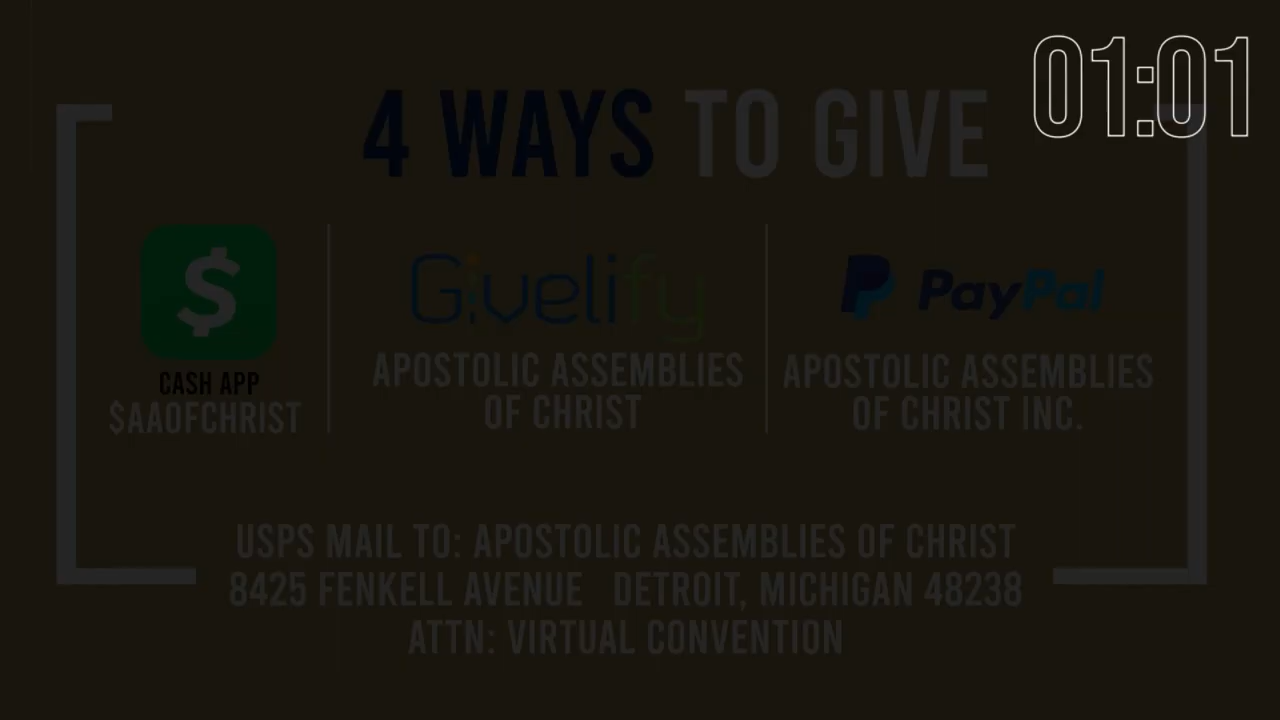 01:01
4 WAYS TO GIVE
$
CASH APP
$AAOFCHRIST
Givelify
APOSTOLIC ASSEMBLIES
OF CHRIST
P PayPal
APOSTOLIC ASSEMBLIES
OF CHRIST INC.
USPS MAIL TO: APOSTOLIC ASSEMBLIES OF CHRIST
8425 FENKELL AVENUE DETROIT, MICHIGAN 48238
ATTN: VIRTUAL CONVENTION